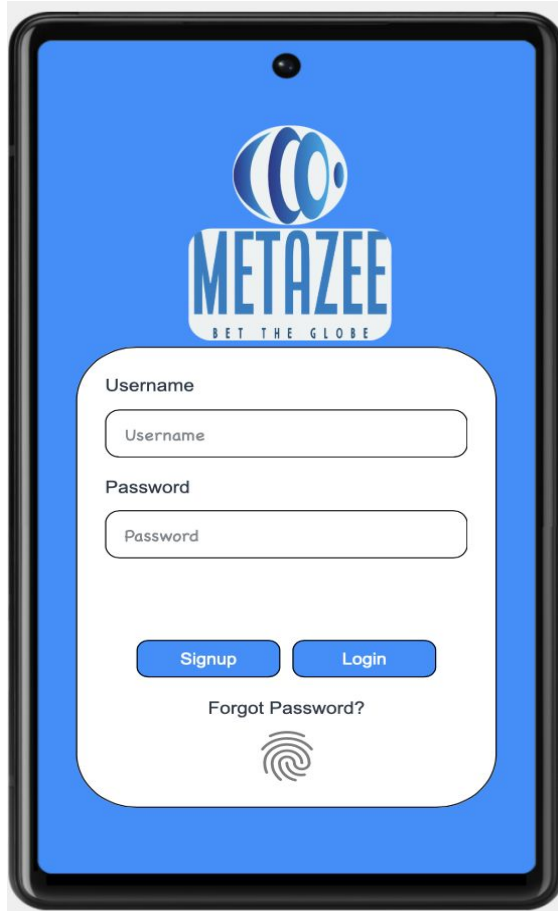 METAZEE
BET THE GLOBE
Username
Username
Password
Password
Signup Login
Forgot Password?